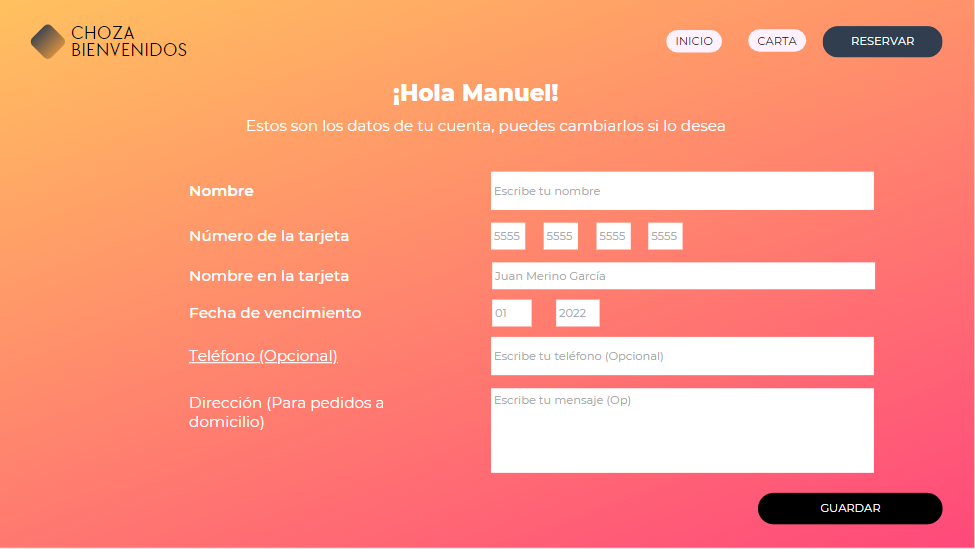 CHOZA
BIENVENIDOS
INICIO
CARTA
RESERVAR
¡Hola Manuel!
Estos son los datos de tu cuenta, puedes cambiarlos si lo desea
Nombre
Escribe tu nombre
Número de la tarjeta
5555 5555 5555 5555
Nombre en la tarjeta
Juan Merino García
Fecha de vencimiento
01 2022
Teléfono (Opcional)
Escribe tu teléfono (Opcional)
Dirección (Para pedidos a
domicilio)
Escribe tu mensaje (Op)
GUARDAR